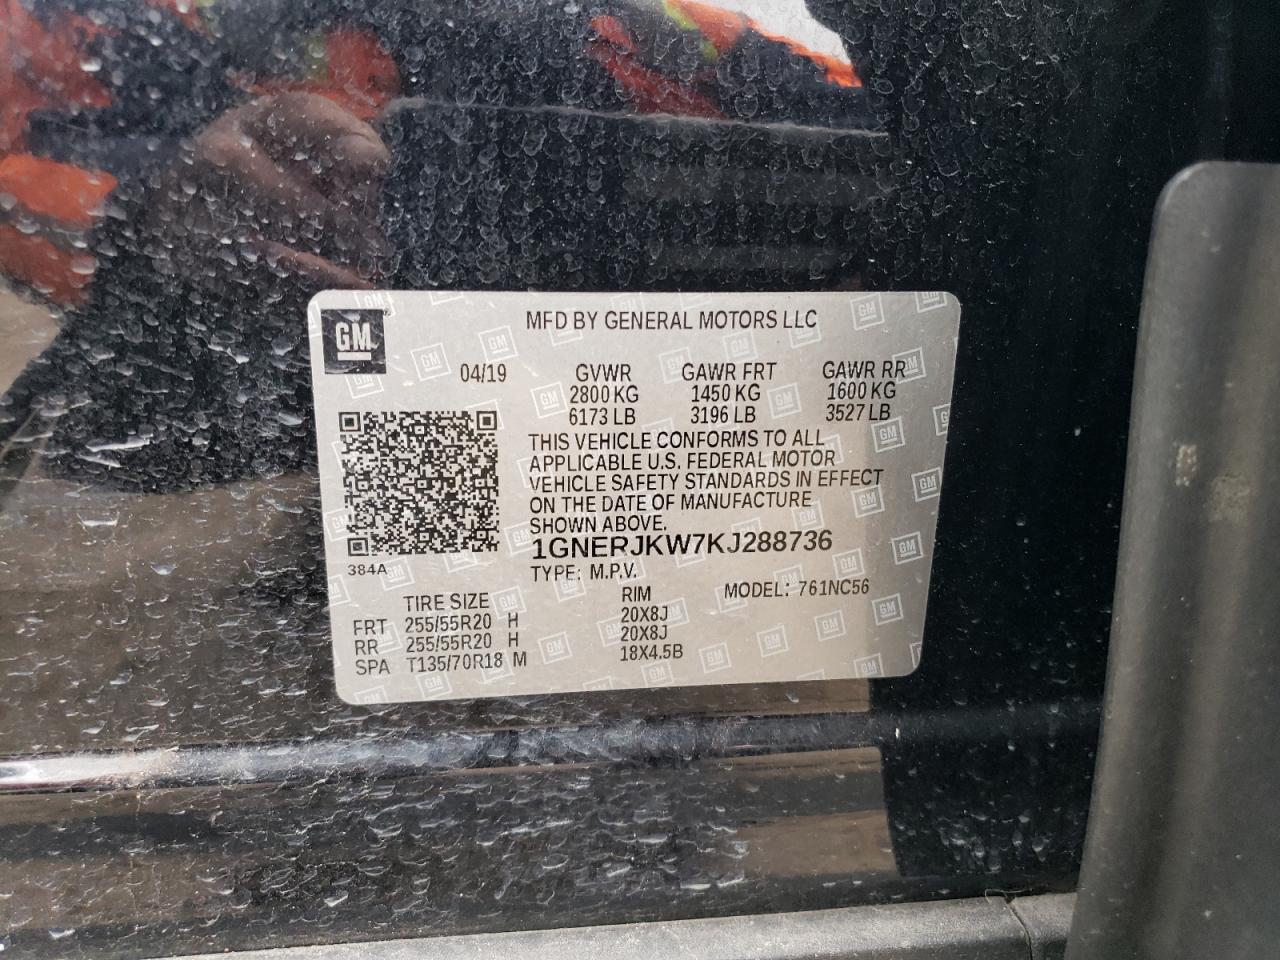 GM
MFD BY GENERAL MOTORS LLC
04/19 GVWR GAWR FRT GAWR RR
2800 KG 1450 KG 1600 KG
6173 LB 3196 LB 3527 LB
THIS VEHICLE CONFORMS TO ALL
APPLICABLE U.S. FEDERAL MOTOR
VEHICLE SAFETY STANDARDS IN EFFECT
ON THE DATE OF MANUFACTURE
SHOWN ABOVE.
1GNERJKW7KJ288736
TYPE: M.P.V. MODEL: 761NC56
384A
TIRE SIZE RIM
FRT 255/55R20 H 20X8J
RR 255/55R20 H 20X8J
SPA T135/70R18 M 18X4.5B